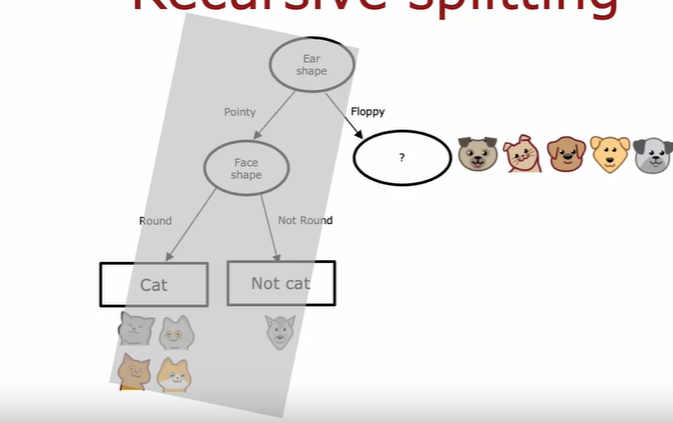 Recursive splitting
Ear
shape
Pointy
Floppy
?
Face
shape
Round
Not Round
Cat
Not cat